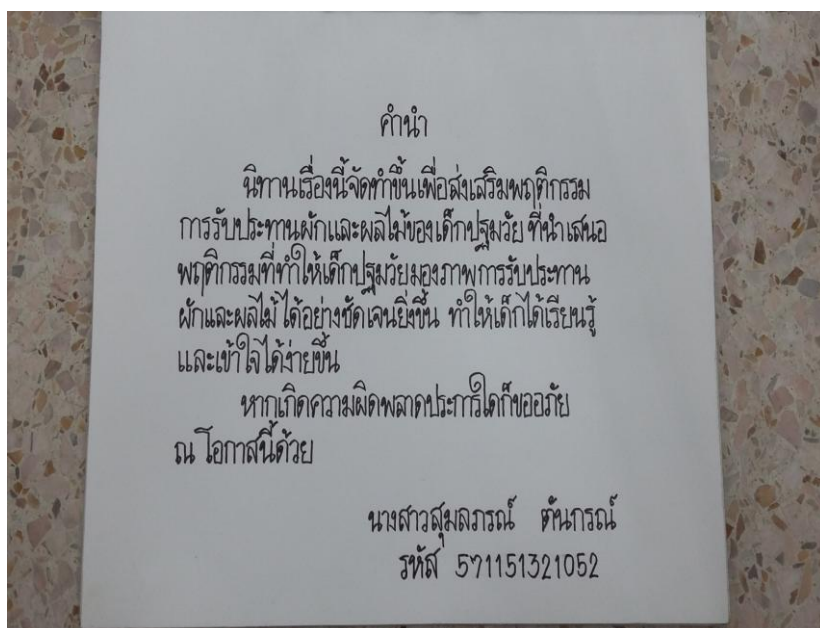 คำนำ
นิทานเรื่องนี้จัดทำขึ้นเพื่อส่งเสริมพฤติกรรม
การรับประทานผักและผลไม้ของเด็กปฐมวัย ที่นำเสนอ
พฤติกรรมที่ทำให้เด็กปฐมวัยมองภาพการรับประทาน
ผักและผลไม้ ได้อย่างชัดเจนยิ่งขึ้น ทำให้เด็กได้เรียนรู้
และเข้าใจได้ง่ายขึ้น
หากเกิดความผิดพลาดประการใดก็ขออภัย
ณ โอกาสนี้ด้วย
นางสาวสุมลภรณ์ ตันกรณ์
รหัส 571151321052